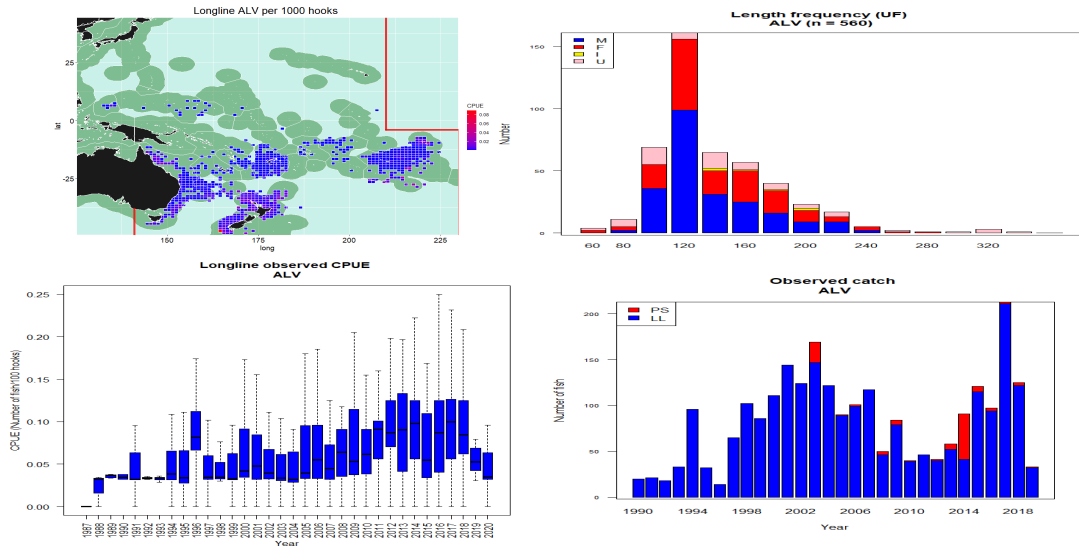 Longline ALV per 1000 hooks
25
0
-25
lat
150
175
200
225
long
CPUE
0.08
0.06
0.04
0.02
Length frequency (UF)
ALV (n = 560)
M
F
I
U
150
100
50
0
Number
60 80 120 160 200 240 280 320
Longline observed CPUE
ALV
0.25
0.20
0.15
0.10
0.05
0.00
CPUE (Number of fish/100 hooks)
1987 1988 1989 1990 1991 1992 1993 1994 1995 1996 1997 1998 1999 2000 2001 2002 2003 2004 2005 2006 2007 2008 2009 2010 2011 2012 2013 2014 2015 2016 2017 2018 2019 2020
Year
Observed catch
ALV
PS
LL
200
150
100
50
0
Number of fish
1990 1994 1998 2002 2006 2010 2014 2018
Year